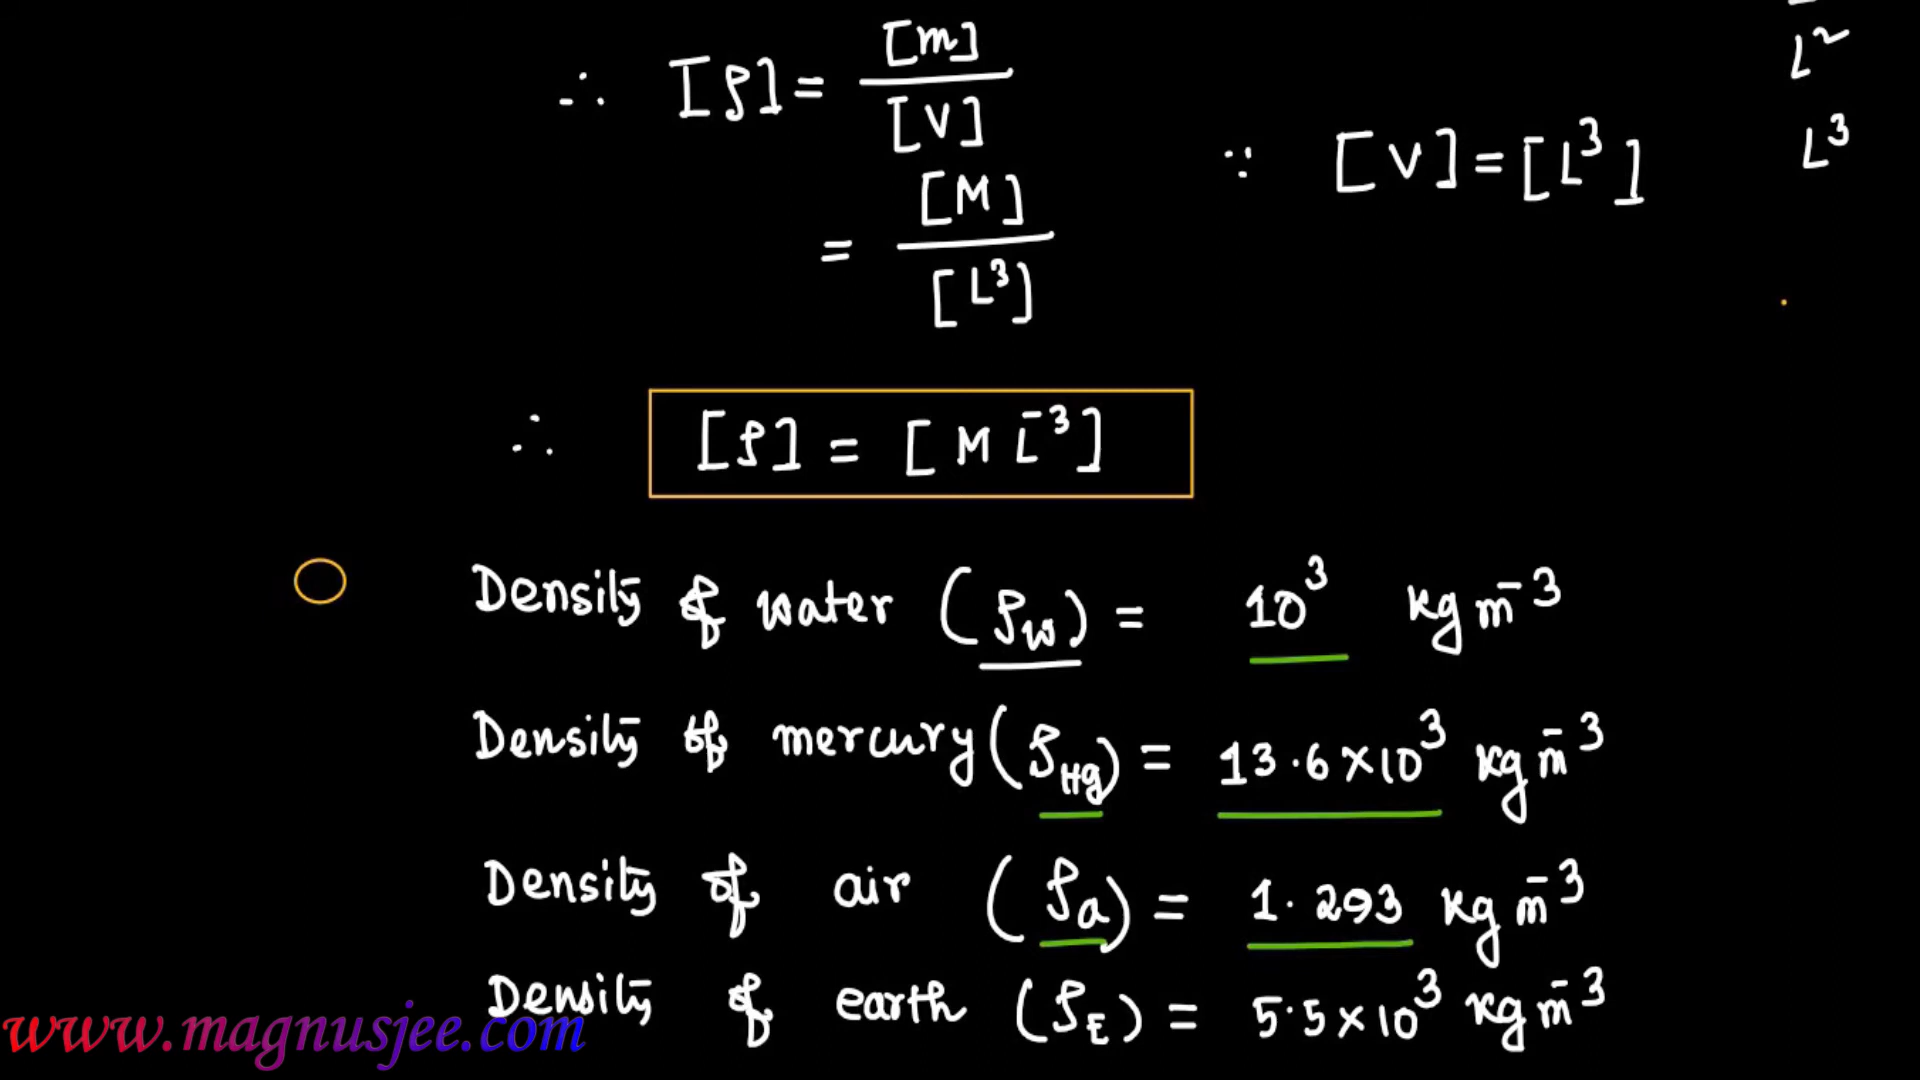 ∴ [ρ] = [m] / [V]
L²
∵ [V] = [L³]
L³
= [M] / [L³]
∴ [ρ] = [M L⁻³]
Density of water (ρw) = 10³ kg m⁻³
Density of mercury (ρHg) = 13.6 × 10³ kg m⁻³
Density of air (ρa) = 1.293 kg m⁻³
Density of earth (ρE) = 5.5 × 10³ kg m⁻³
www.magnusjee.com